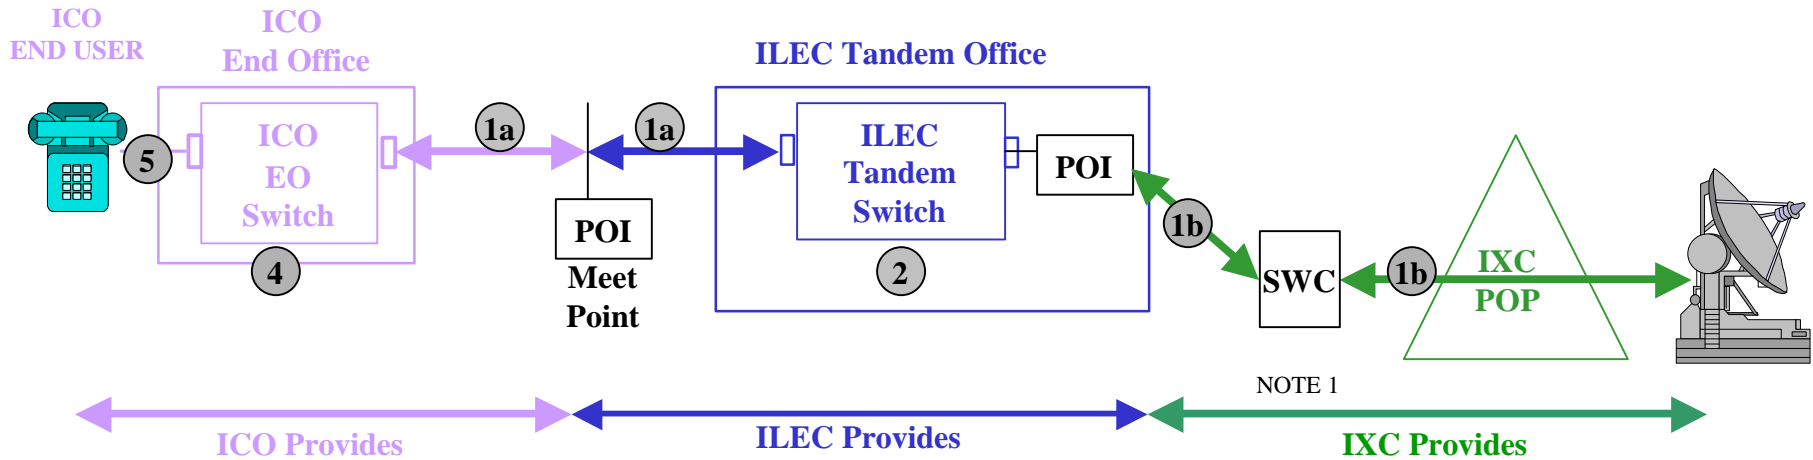 ICO
END USER
ICO
End Office
ILEC Tandem Office
5
ICO
EO
Switch
4
1a
1a
POI
Meet
Point
ILEC
Tandem
Switch
2
POI
1b
SWC
1b
IXC
POP
NOTE 1
ICO Provides
ILEC Provides
IXC Provides